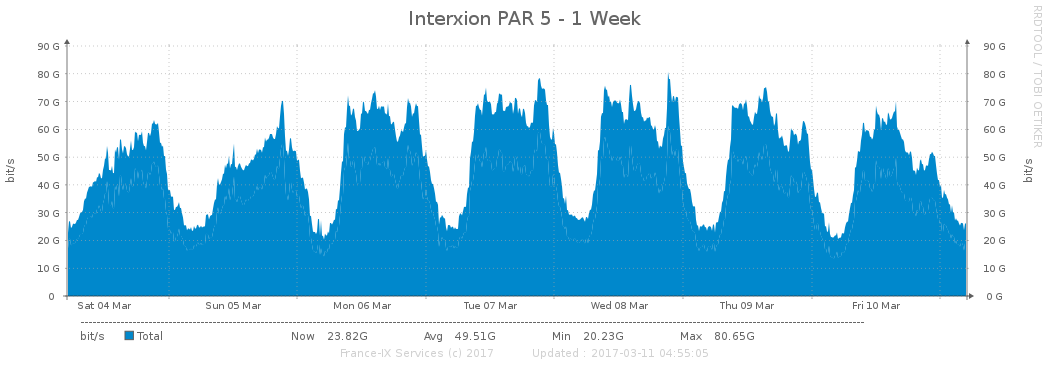 Interxion PAR 5 - 1 Week
RRDTOOL / TOBI OETIKER
90 G 90 G
80 G 80 G
70 G 70 G
60 G 60 G
50 G 50 G
40 G 40 G
30 G 30 G
20 G 20 G
10 G 10 G
0 0 G
bit/s bit/s
Sat 04 Mar Sun 05 Mar Mon 06 Mar Tue 07 Mar Wed 08 Mar Thu 09 Mar Fri 10 Mar
bit/s Total Now 23.82G Avg 49.51G Min 20.23G Max 80.65G
France-IX Services (c) 2017 Updated : 2017-03-11 04:55:05